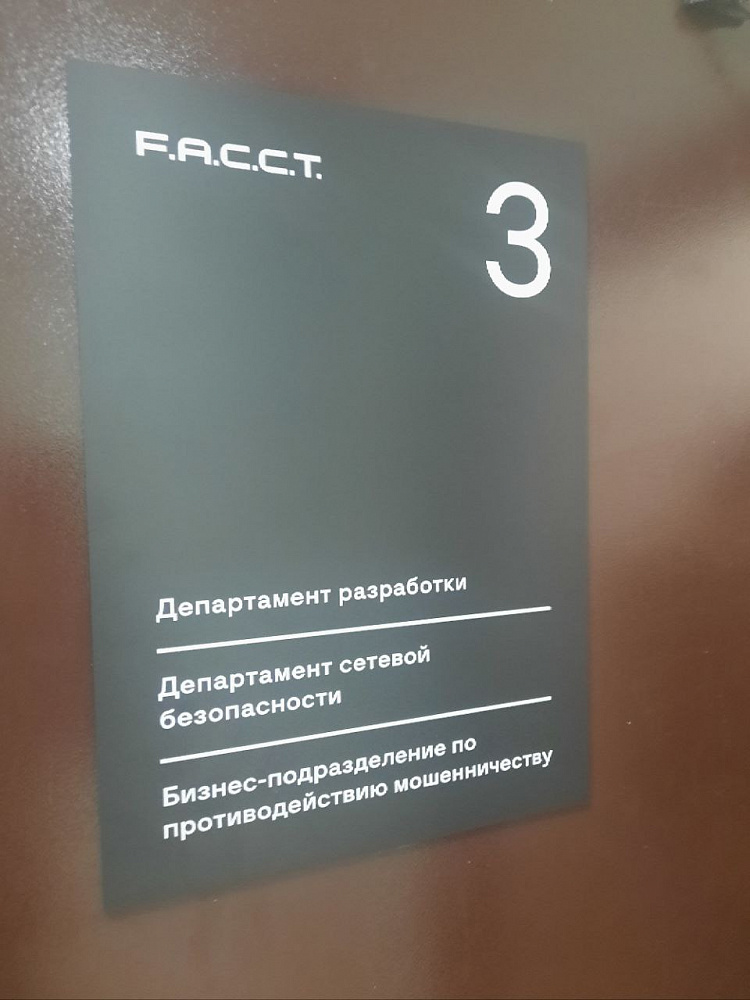 F.A.C.C.T.
3
Департамент разработки
Департамент сетевой
безопасности
Бизнес-подразделение по
противодействию мошенничеству